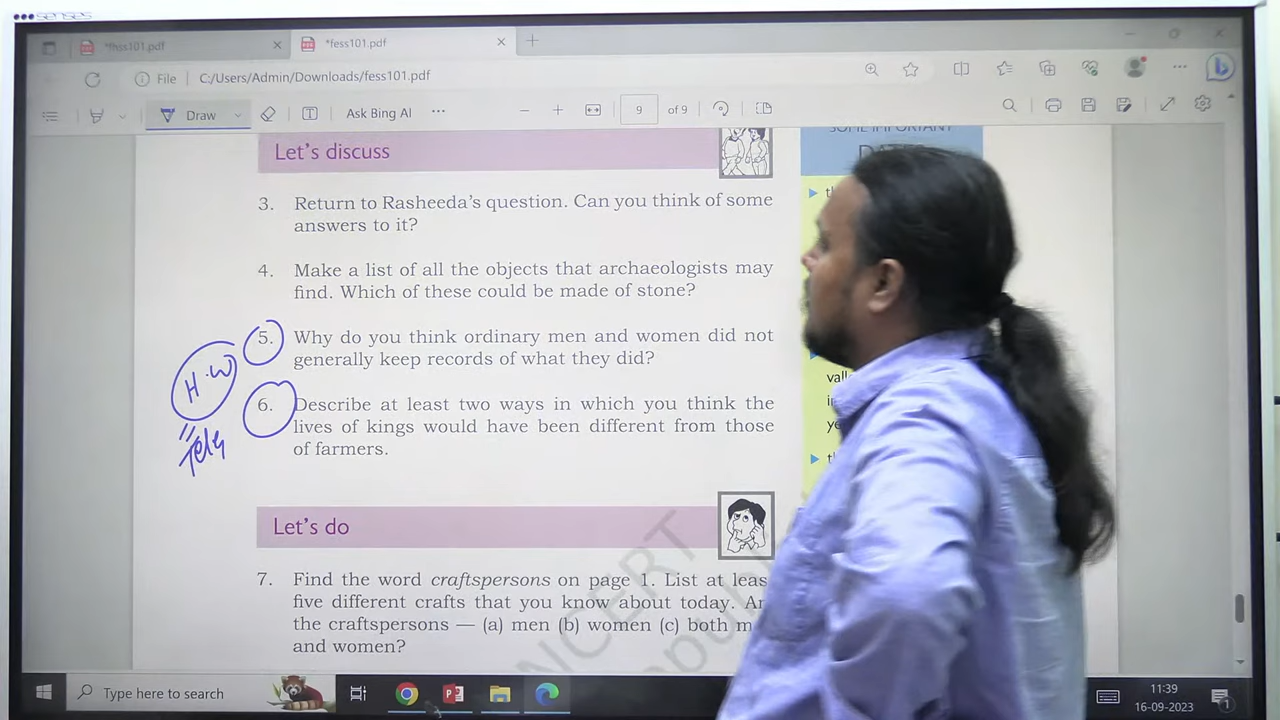 SENSES
*fhss101.pdf
*fess101.pdf
File
C:/Users/Admin/Downloads/fess101.pdf
Draw
Ask Bing AI
9
of 9
SOME IMPORTANT
Let's discuss
3. Return to Rasheeda's question. Can you think of some
answers to it?
4. Make a list of all the objects that archaeologists may
find. Which of these could be made of stone?
5. Why do you think ordinary men and women did not
generally keep records of what they did?
H.W
6. Describe at least two ways in which you think the
lives of kings would have been different from those
of farmers.
Let's do
7. Find the word craftspersons on page 1. List at leas
five different crafts that you know about today. Ar
the craftspersons — (a) men (b) women (c) both m
and women?
NCERT
Type here to search
11:39
16-09-2023
1